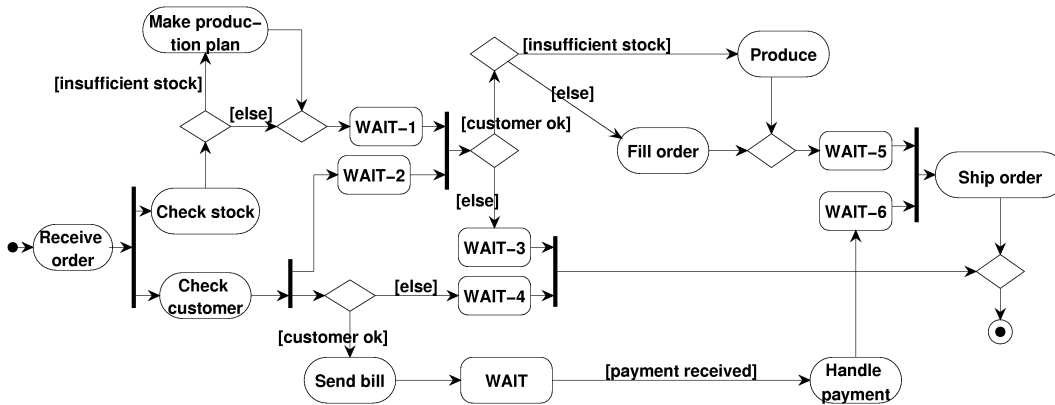 Make produc-
tion plan
[insufficient stock]
Produce
[insufficient stock]
[else]
[else]
WAIT-1
[customer ok]
Fill order
WAIT-5
WAIT-2
Ship order
Check stock
[else]
WAIT-6
Receive
order
WAIT-3
Check
customer
[else]
WAIT-4
[customer ok]
Send bill
WAIT
[payment received]
Handle
payment